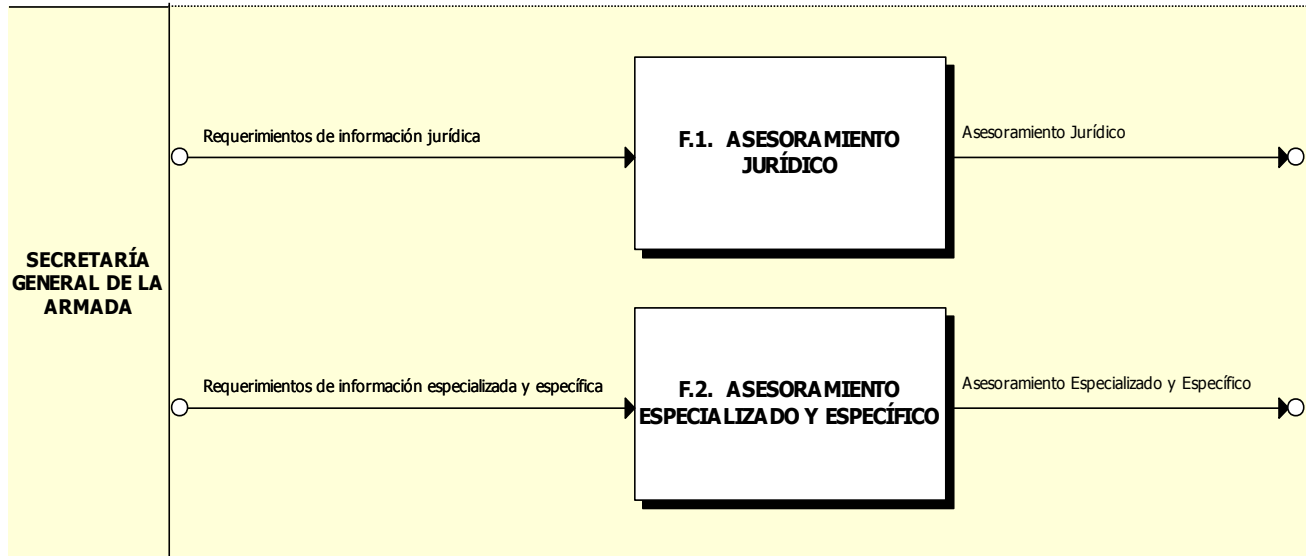 SECRETARÍA
GENERAL DE LA
ARMADA
Requerimientos de información jurídica
F.1. ASESORAMIENTO
JURÍDICO
Asesoramiento Jurídico
Requerimientos de información especializada y específica
F.2. ASESORAMIENTO
ESPECIALIZADO Y ESPECÍFICO
Asesoramiento Especializado y Específico